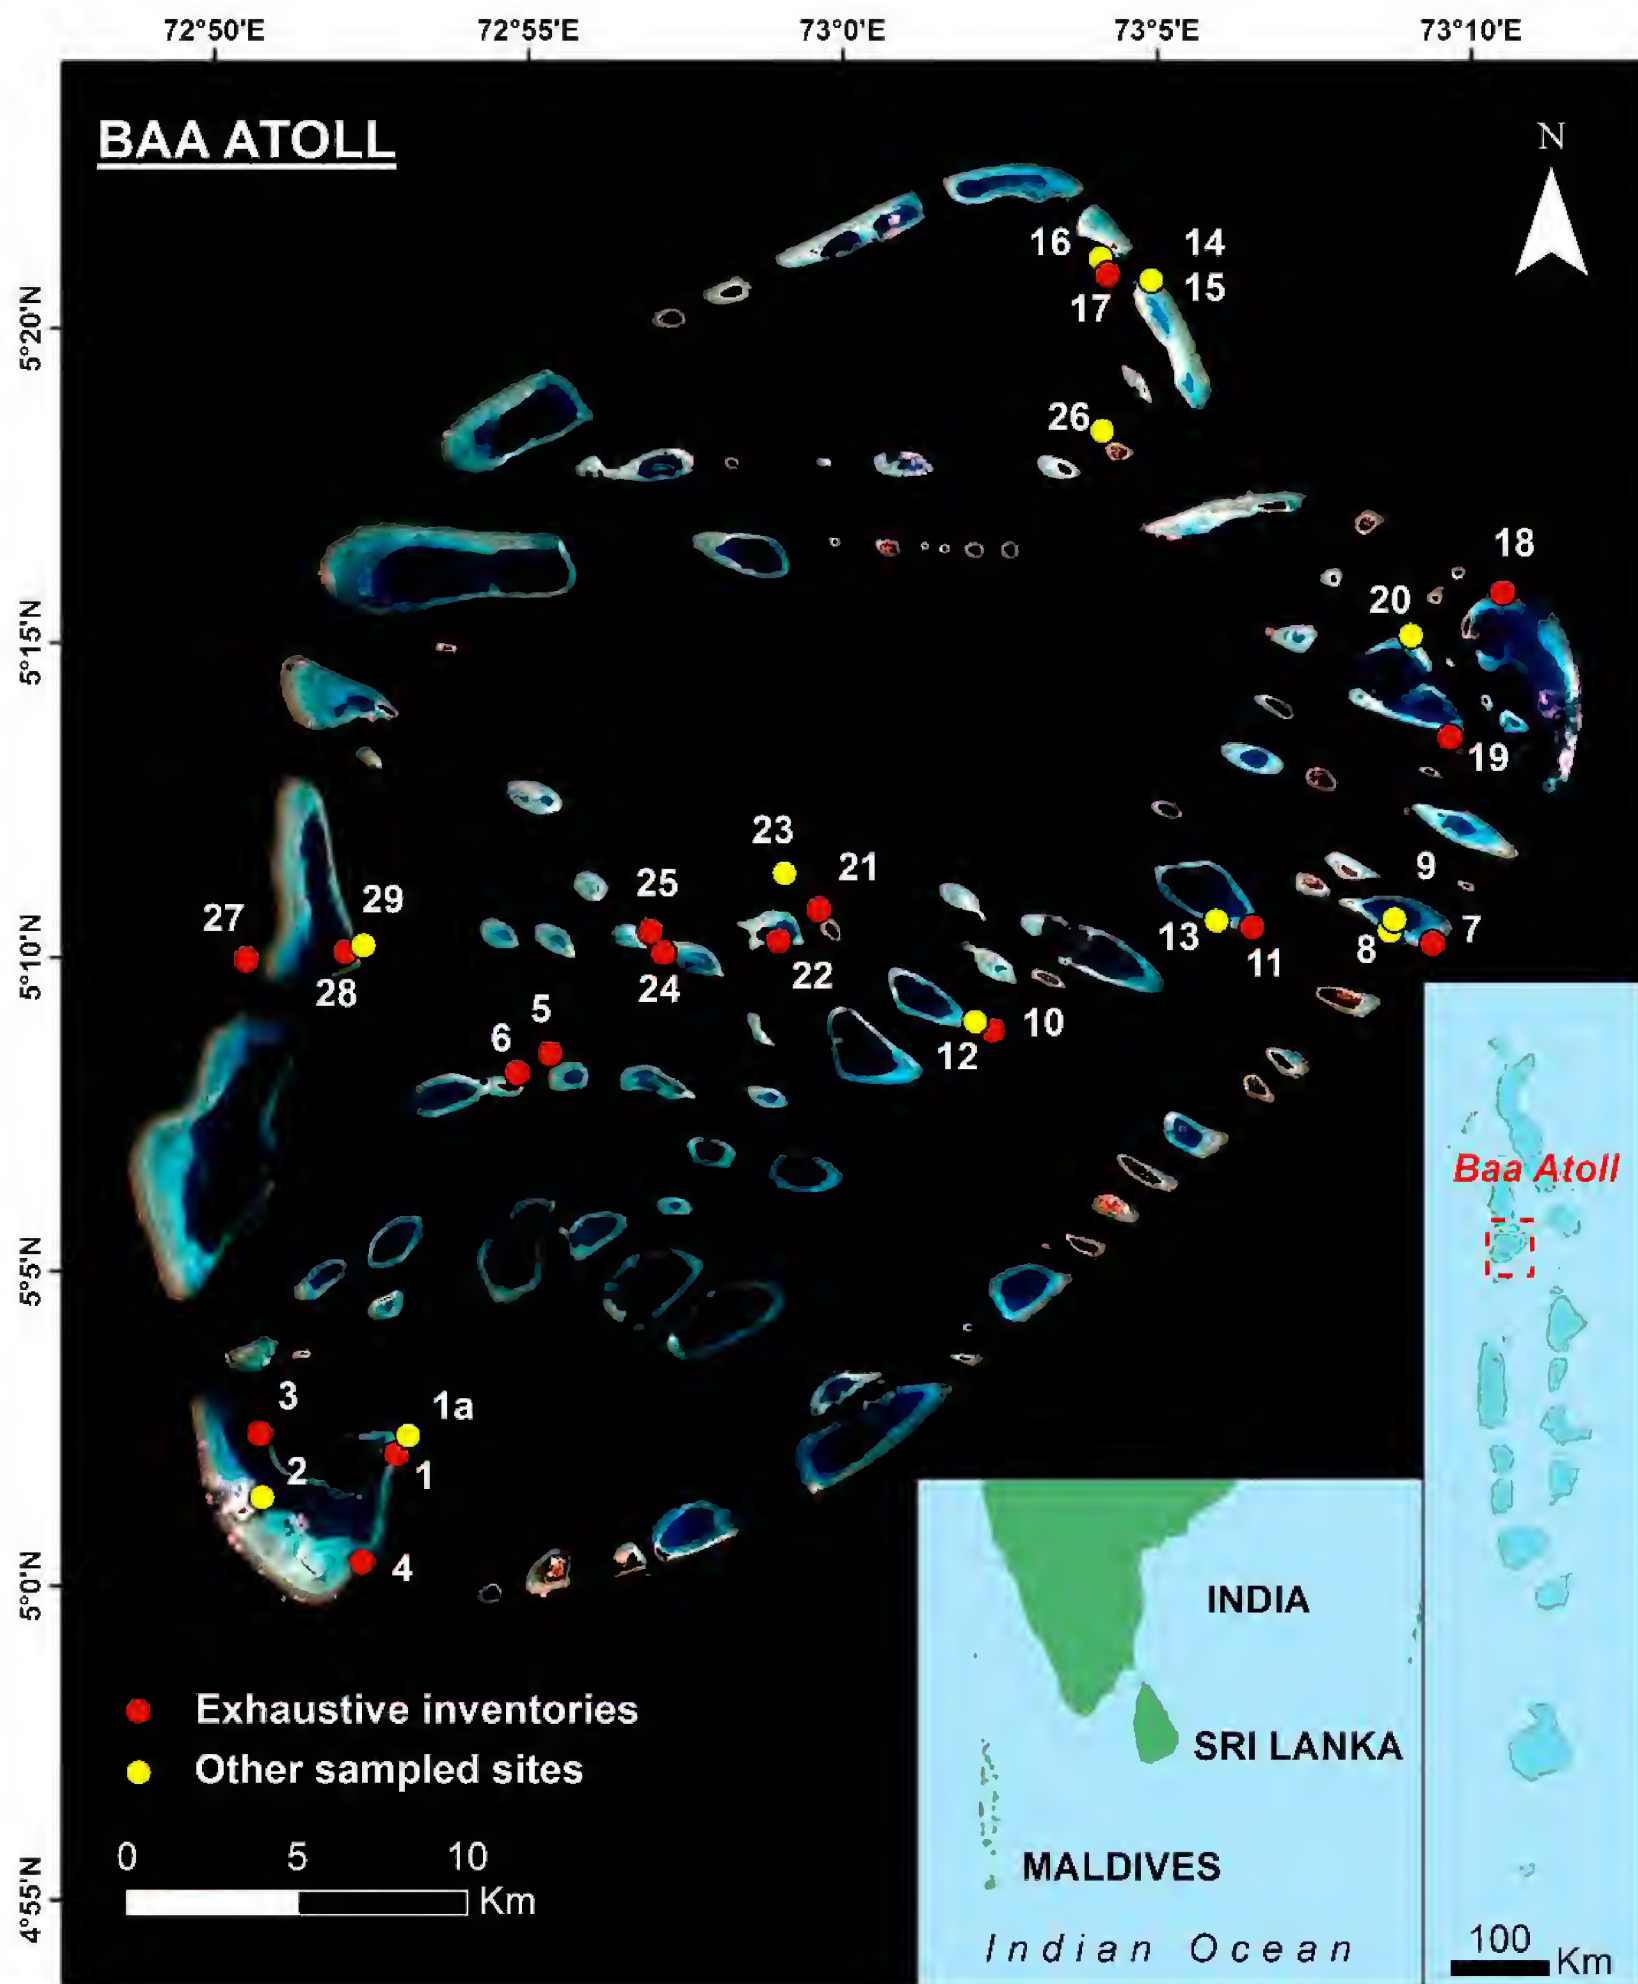 72°50'E 72°55'E 73°0'E 73°5'E 73°10'E
BAA ATOLL
N
16
14
15
17
5°20'N
26
18
20
5°15'N
19
23
21
25
9
29
27
13
7
8
11
22
24
28
5°10'N
5
10
6
12
Baa Atoll
5°5'N
3
1a
2
1
4
5°0'N
INDIA
Exhaustive inventories
SRI LANKA
Other sampled sites
0 5 10
Km
MALDIVES
4°55'N
Indian Ocean
100
Km